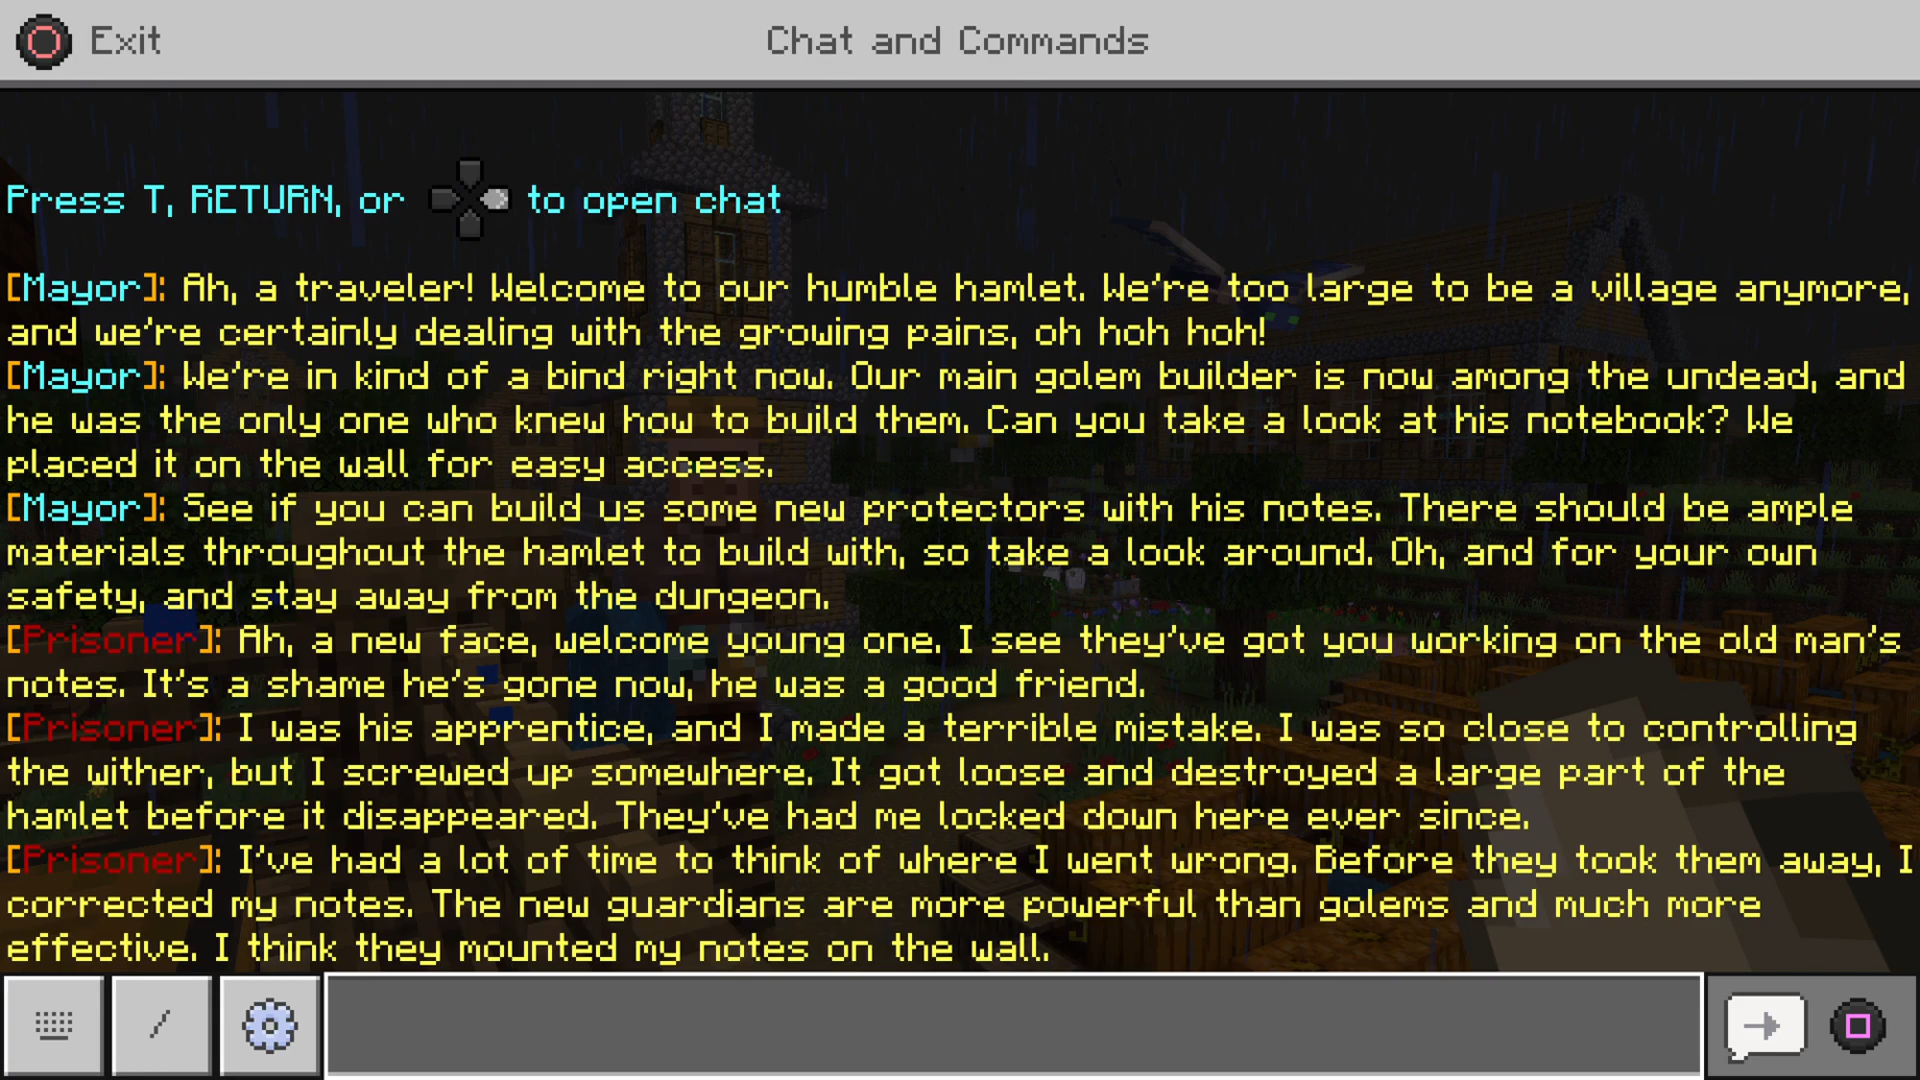 Exit
Chat and Commands
Press T, RETURN, or to open chat
[Mayor]: Ah, a traveler! Welcome to our humble hamlet. We're too large to be a village anymore,
and we're certainly dealing with the growing pains, oh hoh hoh!
[Mayor]: We're in kind of a bind right now. Our main golem builder is now among the undead, and
he was the only one who knew how to build them. Can you take a look at his notebook? We
placed it on the wall for easy access.
[Mayor]: See if you can build us some new protectors with his notes. There should be ample
materials throughout the hamlet to build with, so take a look around. Oh, and for your own
safety, and stay away from the dungeon.
[Prisoner]: Ah, a new face, welcome young one. I see they've got you working on the old man's
notes. It's a shame he's gone now, he was a good friend.
[Prisoner]: I was his apprentice, and I made a terrible mistake. I was so close to controlling
the wither, but I screwed up somewhere. It got loose and destroyed a large part of the
hamlet before it disappeared. They've had me locked down here ever since.
[Prisoner]: I've had a lot of time to think of where I went wrong. Before they took them away, I
corrected my notes. The new guardians are more powerful than golems and much more
effective. I think they mounted my notes on the wall.
/